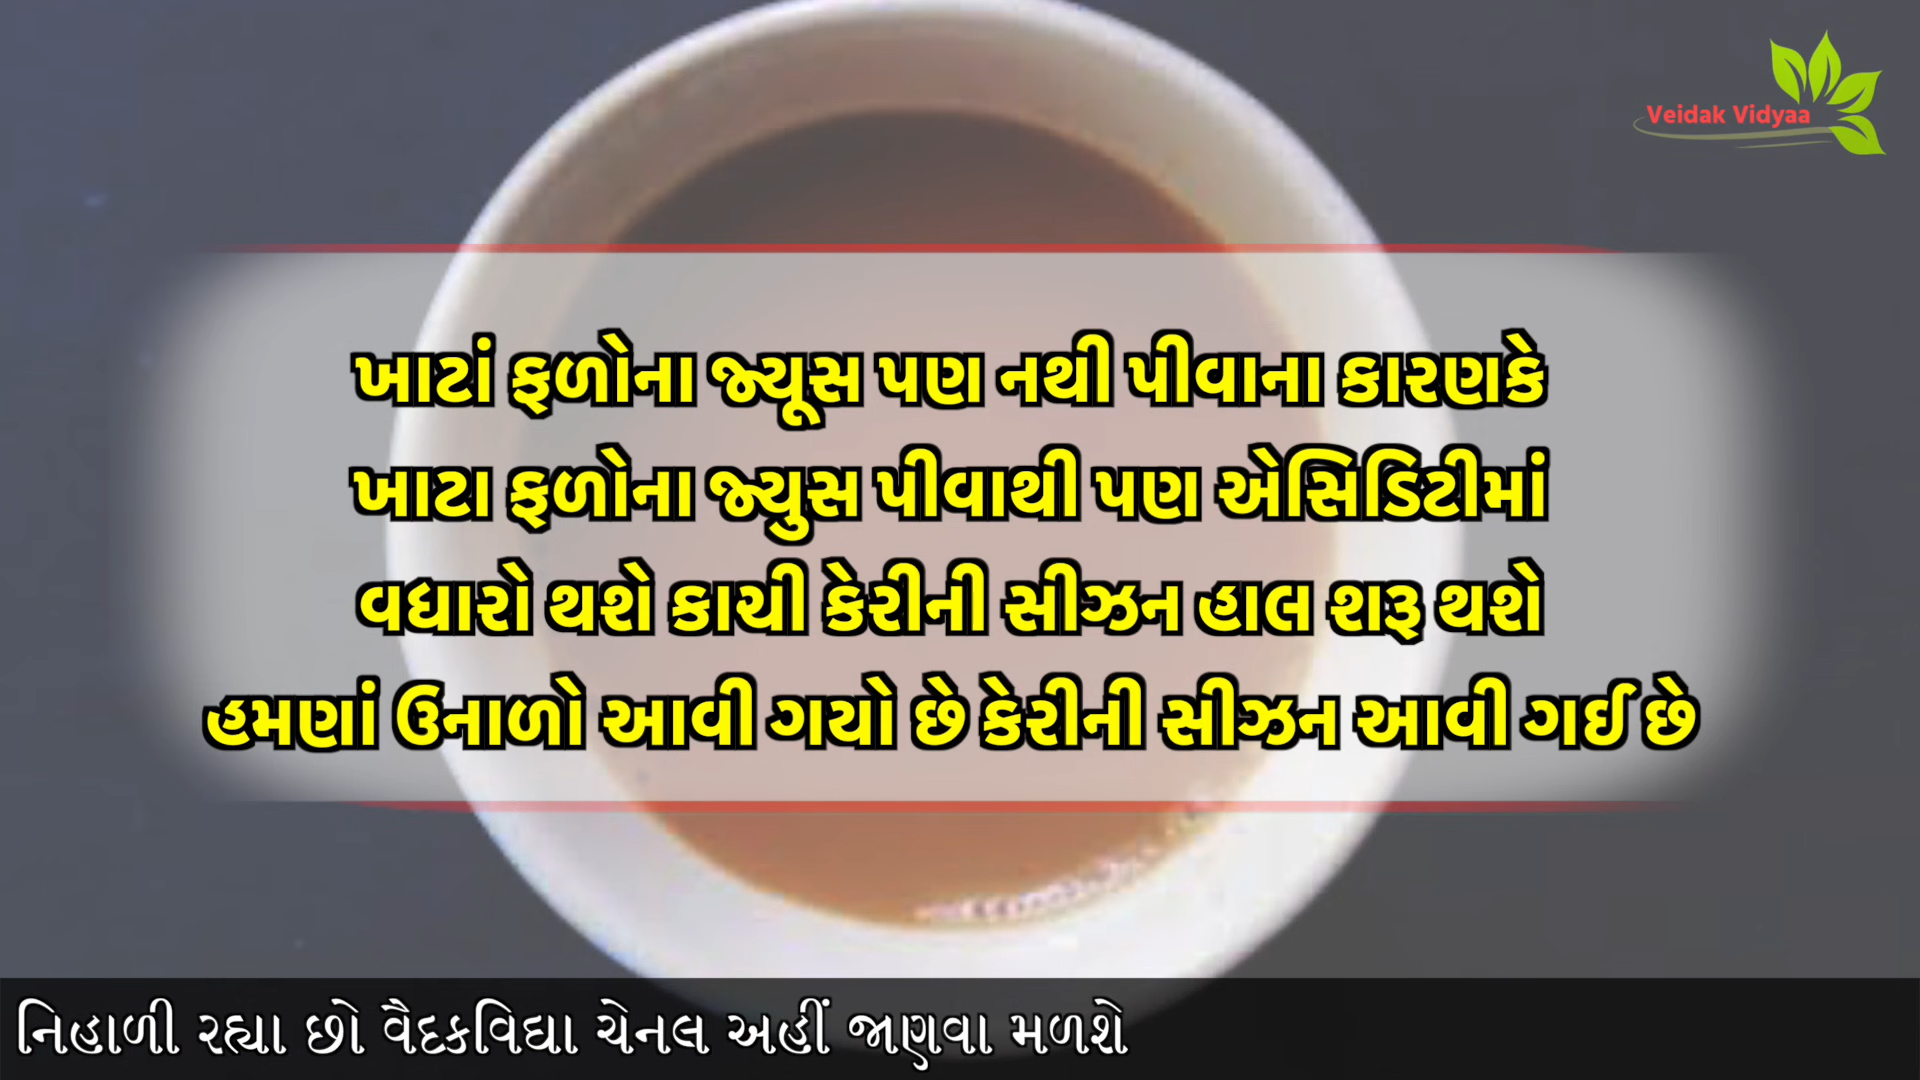 Veidak Vidyaa
ખાટાં ફળોના જ્યૂસ પણ નથી પીવાના કારણકે
ખાટા ફળોના જ્યુસ પીવાથી પણ એસિડિટીમાં
વધારો થશે કાચી કેરીની સીઝન હાલ શરૂ થશે
હમણાં ઉનાળો આવી ગયો છે કેરીની સીઝન આવી ગઈ છે
નિહાળી રહ્યા છો વૈદકવિદ્યા ચેનલ અહીં જાણવા મળશે